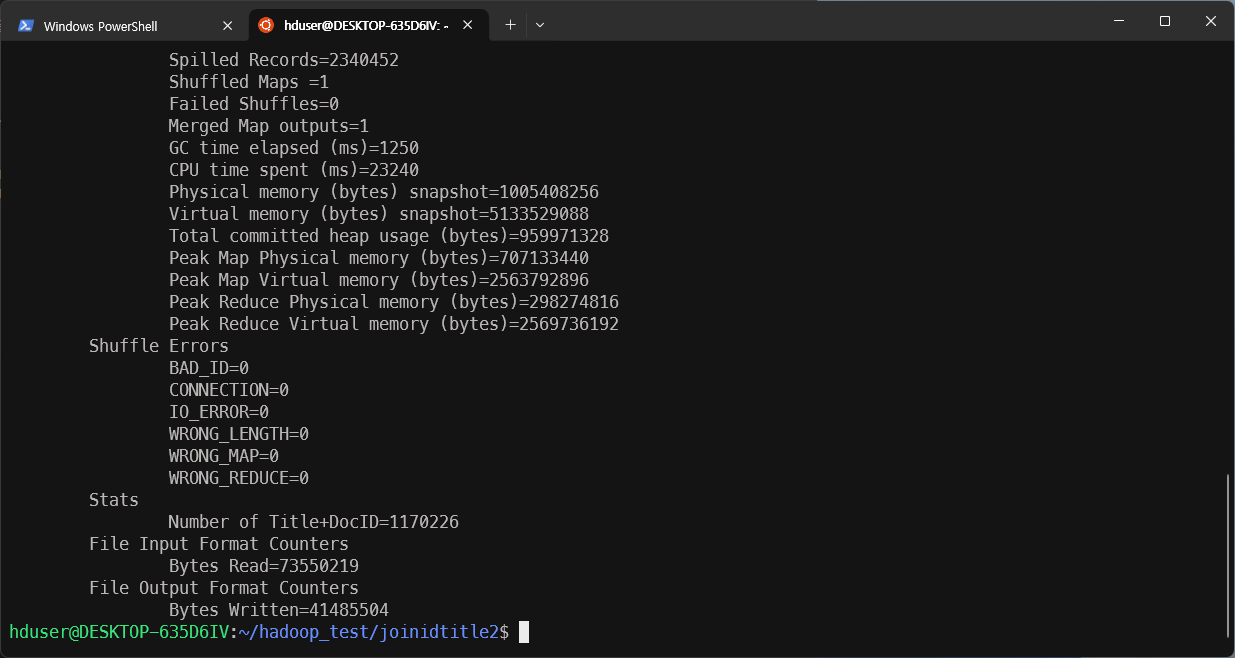 Windows PowerShell
hduser@DESKTOP-635D6IV: ~
Spilled Records=2340452
Shuffled Maps =1
Failed Shuffles=0
Merged Map outputs=1
GC time elapsed (ms)=1250
CPU time spent (ms)=23240
Physical memory (bytes) snapshot=1005408256
Virtual memory (bytes) snapshot=5133529088
Total committed heap usage (bytes)=959971328
Peak Map Physical memory (bytes)=707133440
Peak Map Virtual memory (bytes)=2563792896
Peak Reduce Physical memory (bytes)=298274816
Peak Reduce Virtual memory (bytes)=2569736192
Shuffle Errors
BAD_ID=0
CONNECTION=0
IO_ERROR=0
WRONG_LENGTH=0
WRONG_MAP=0
WRONG_REDUCE=0
Stats
Number of Title+DocID=1170226
File Input Format Counters
Bytes Read=73550219
File Output Format Counters
Bytes Written=41485504
hduser@DESKTOP-635D6IV:~/hadoop_test/joinidtitle2$